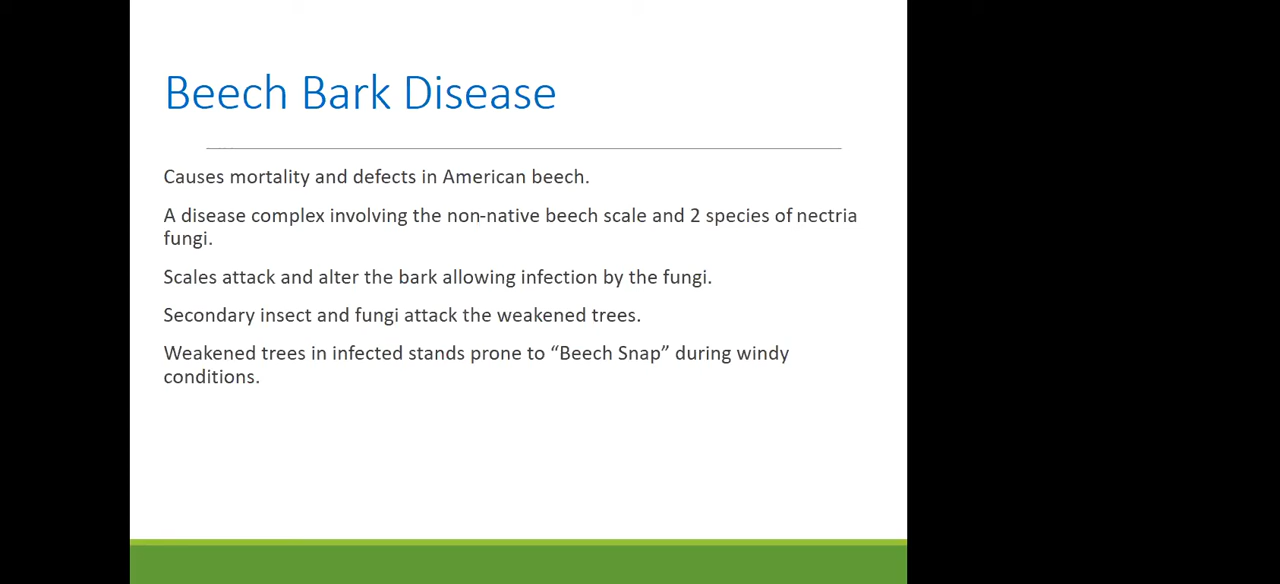 Beech Bark Disease
Causes mortality and defects in American beech.
A disease complex involving the non-native beech scale and 2 species of nectria
fungi.
Scales attack and alter the bark allowing infection by the fungi.
Secondary insect and fungi attack the weakened trees.
Weakened trees in infected stands prone to “Beech Snap” during windy
conditions.